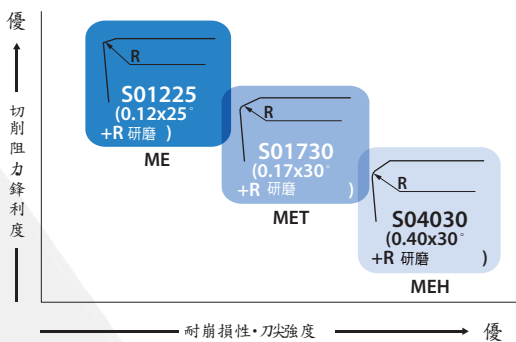 優
切削阻力鋒利度
R
S01225
(0.12x25°
+R 研磨 )
ME
R
S01730
(0.17x30°
+R 研磨 )
MET
R
S04030
(0.40x30°
+R 研磨 )
MEH
耐崩損性·刀尖強度
優